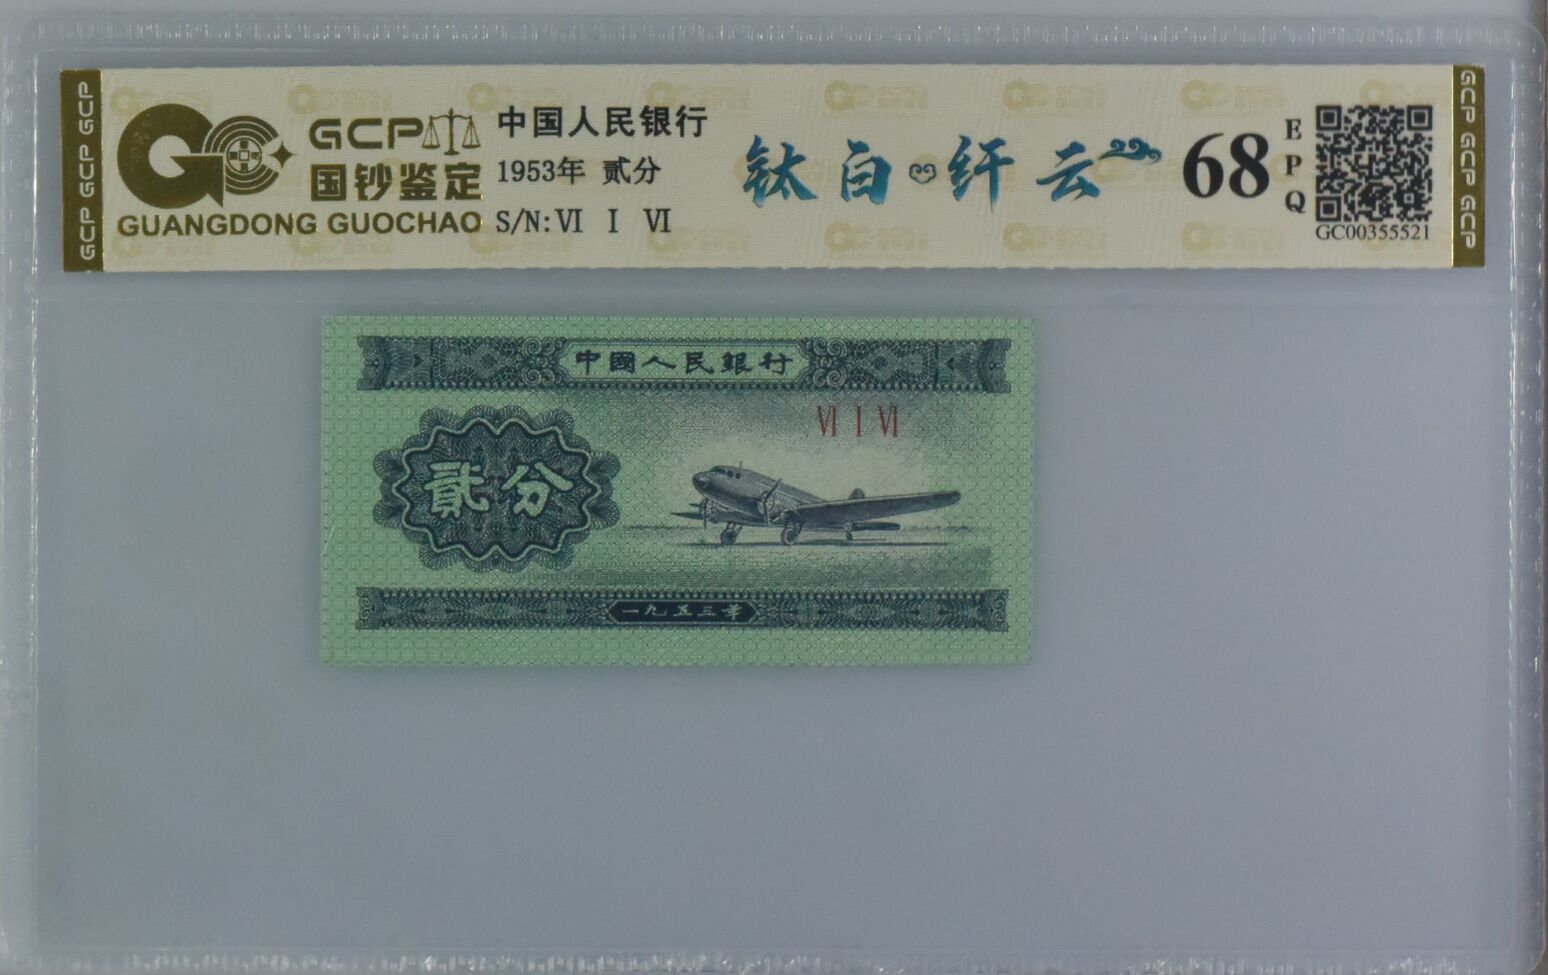 GCP GCP GCP
GCP
国钞鉴定
GUANGDONG GUOCHAO
中国人民银行
1953年 贰分
S/N:Ⅵ Ⅰ Ⅵ
钛白 纤云
68
EPQ
GC00355521
GCP GCP GCP
中國人民銀行
Ⅵ Ⅰ Ⅵ
貳分
一九五三年